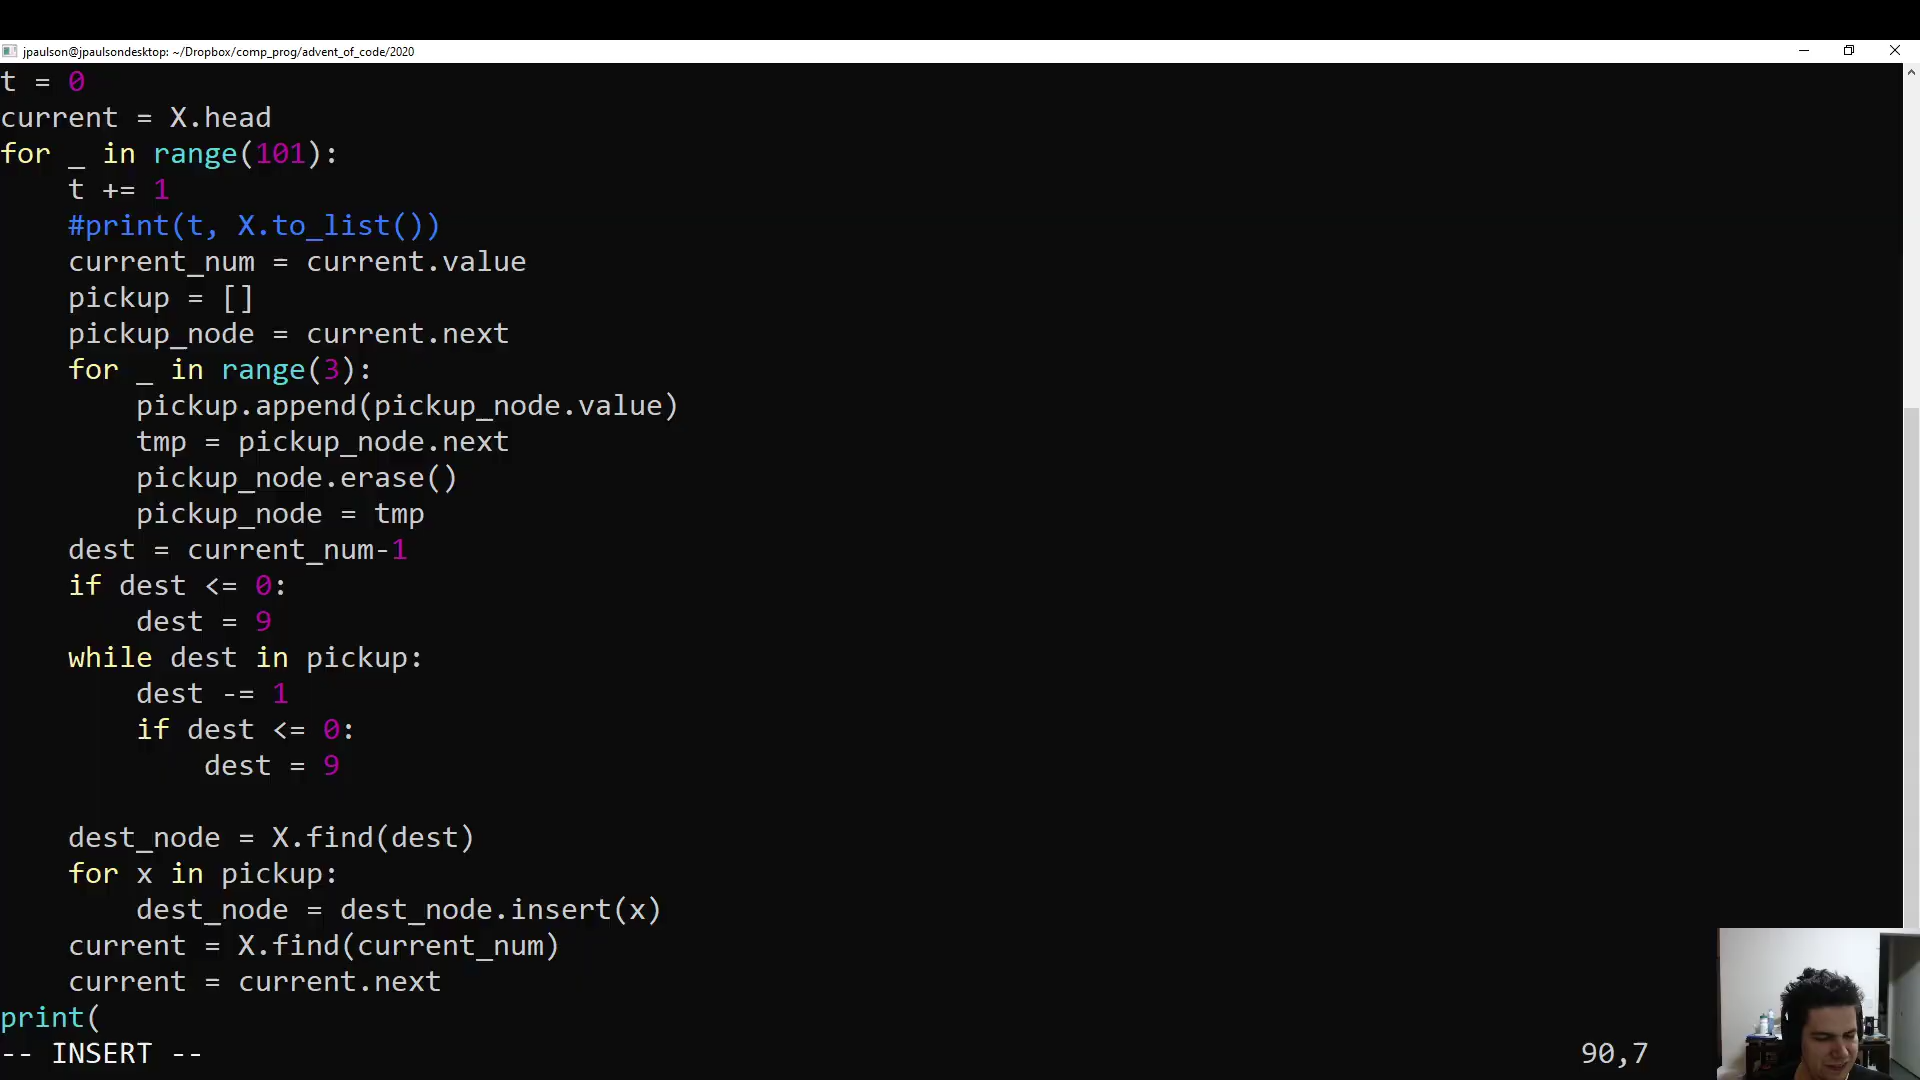 jpaulson@jpaulsondesktop: ~/Dropbox/comp_prog/advent_of_code/2020
t = 0
current = X.head
for _ in range(101):
    t += 1
    #print(t, X.to_list())
    current_num = current.value
    pickup = []
    pickup_node = current.next
    for _ in range(3):
        pickup.append(pickup_node.value)
        tmp = pickup_node.next
        pickup_node.erase()
        pickup_node = tmp
    dest = current_num-1
    if dest <= 0:
        dest = 9
    while dest in pickup:
        dest -= 1
        if dest <= 0:
            dest = 9
    dest_node = X.find(dest)
    for x in pickup:
        dest_node = dest_node.insert(x)
    current = X.find(current_num)
    current = current.next
print(
-- INSERT -- 90,7